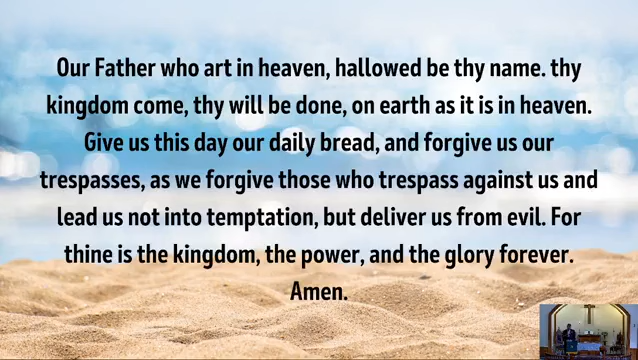 Our Father who art in heaven, hallowed be thy name. thy
kingdom come, thy will be done, on earth as it is in heaven.
Give us this day our daily bread, and forgive us our
trespasses, as we forgive those who trespass against us and
lead us not into temptation, but deliver us from evil. For
thine is the kingdom, the power, and the glory forever.
Amen.